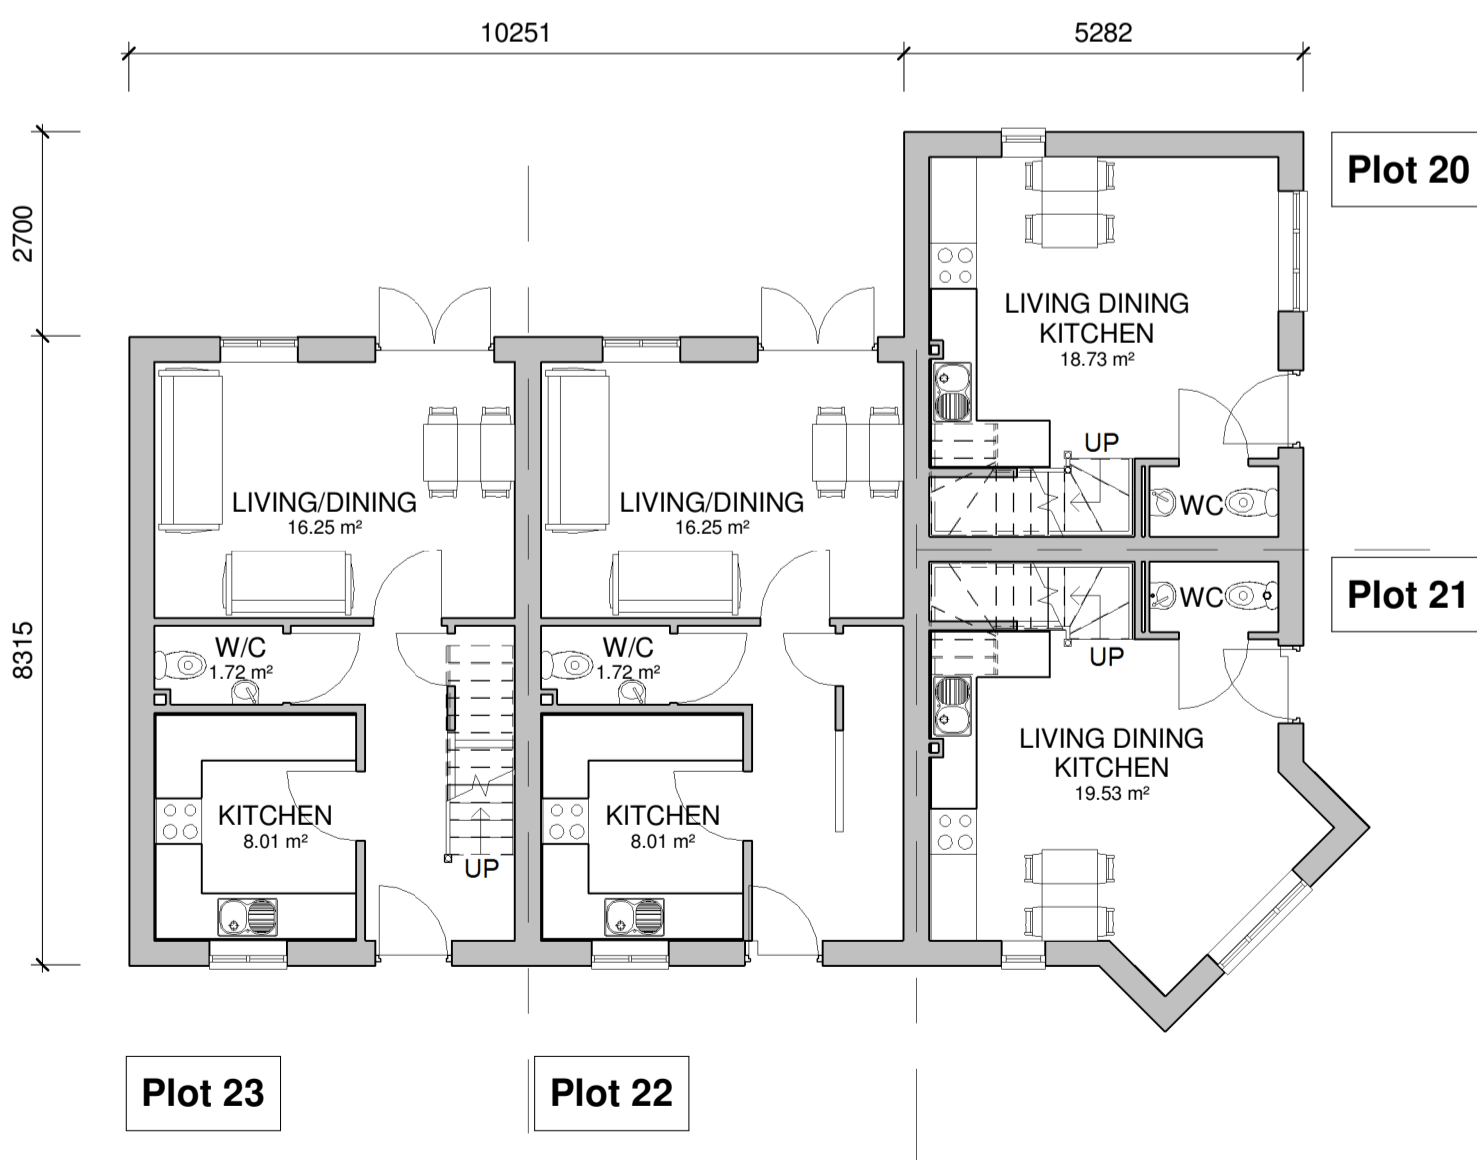 10251
5282
2700
8315
Plot 20
LIVING DINING
KITCHEN
18.73 m²
UP
WC
LIVING/DINING
16.25 m²
LIVING/DINING
16.25 m²
Plot 21
WC
UP
W/C
1.72 m²
W/C
1.72 m²
LIVING DINING
KITCHEN
19.53 m²
KITCHEN
8.01 m²
UP
KITCHEN
8.01 m²
Plot 23
Plot 22